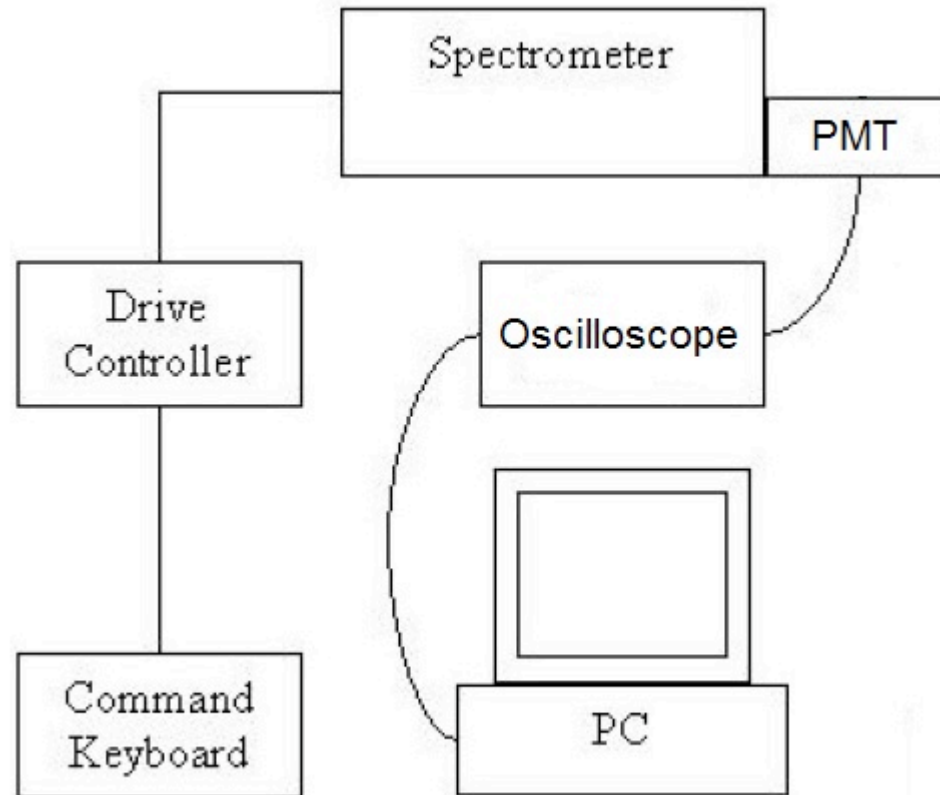 Spectrometer
PMT
Drive
Controller
Oscilloscope
Command
Keyboard
PC